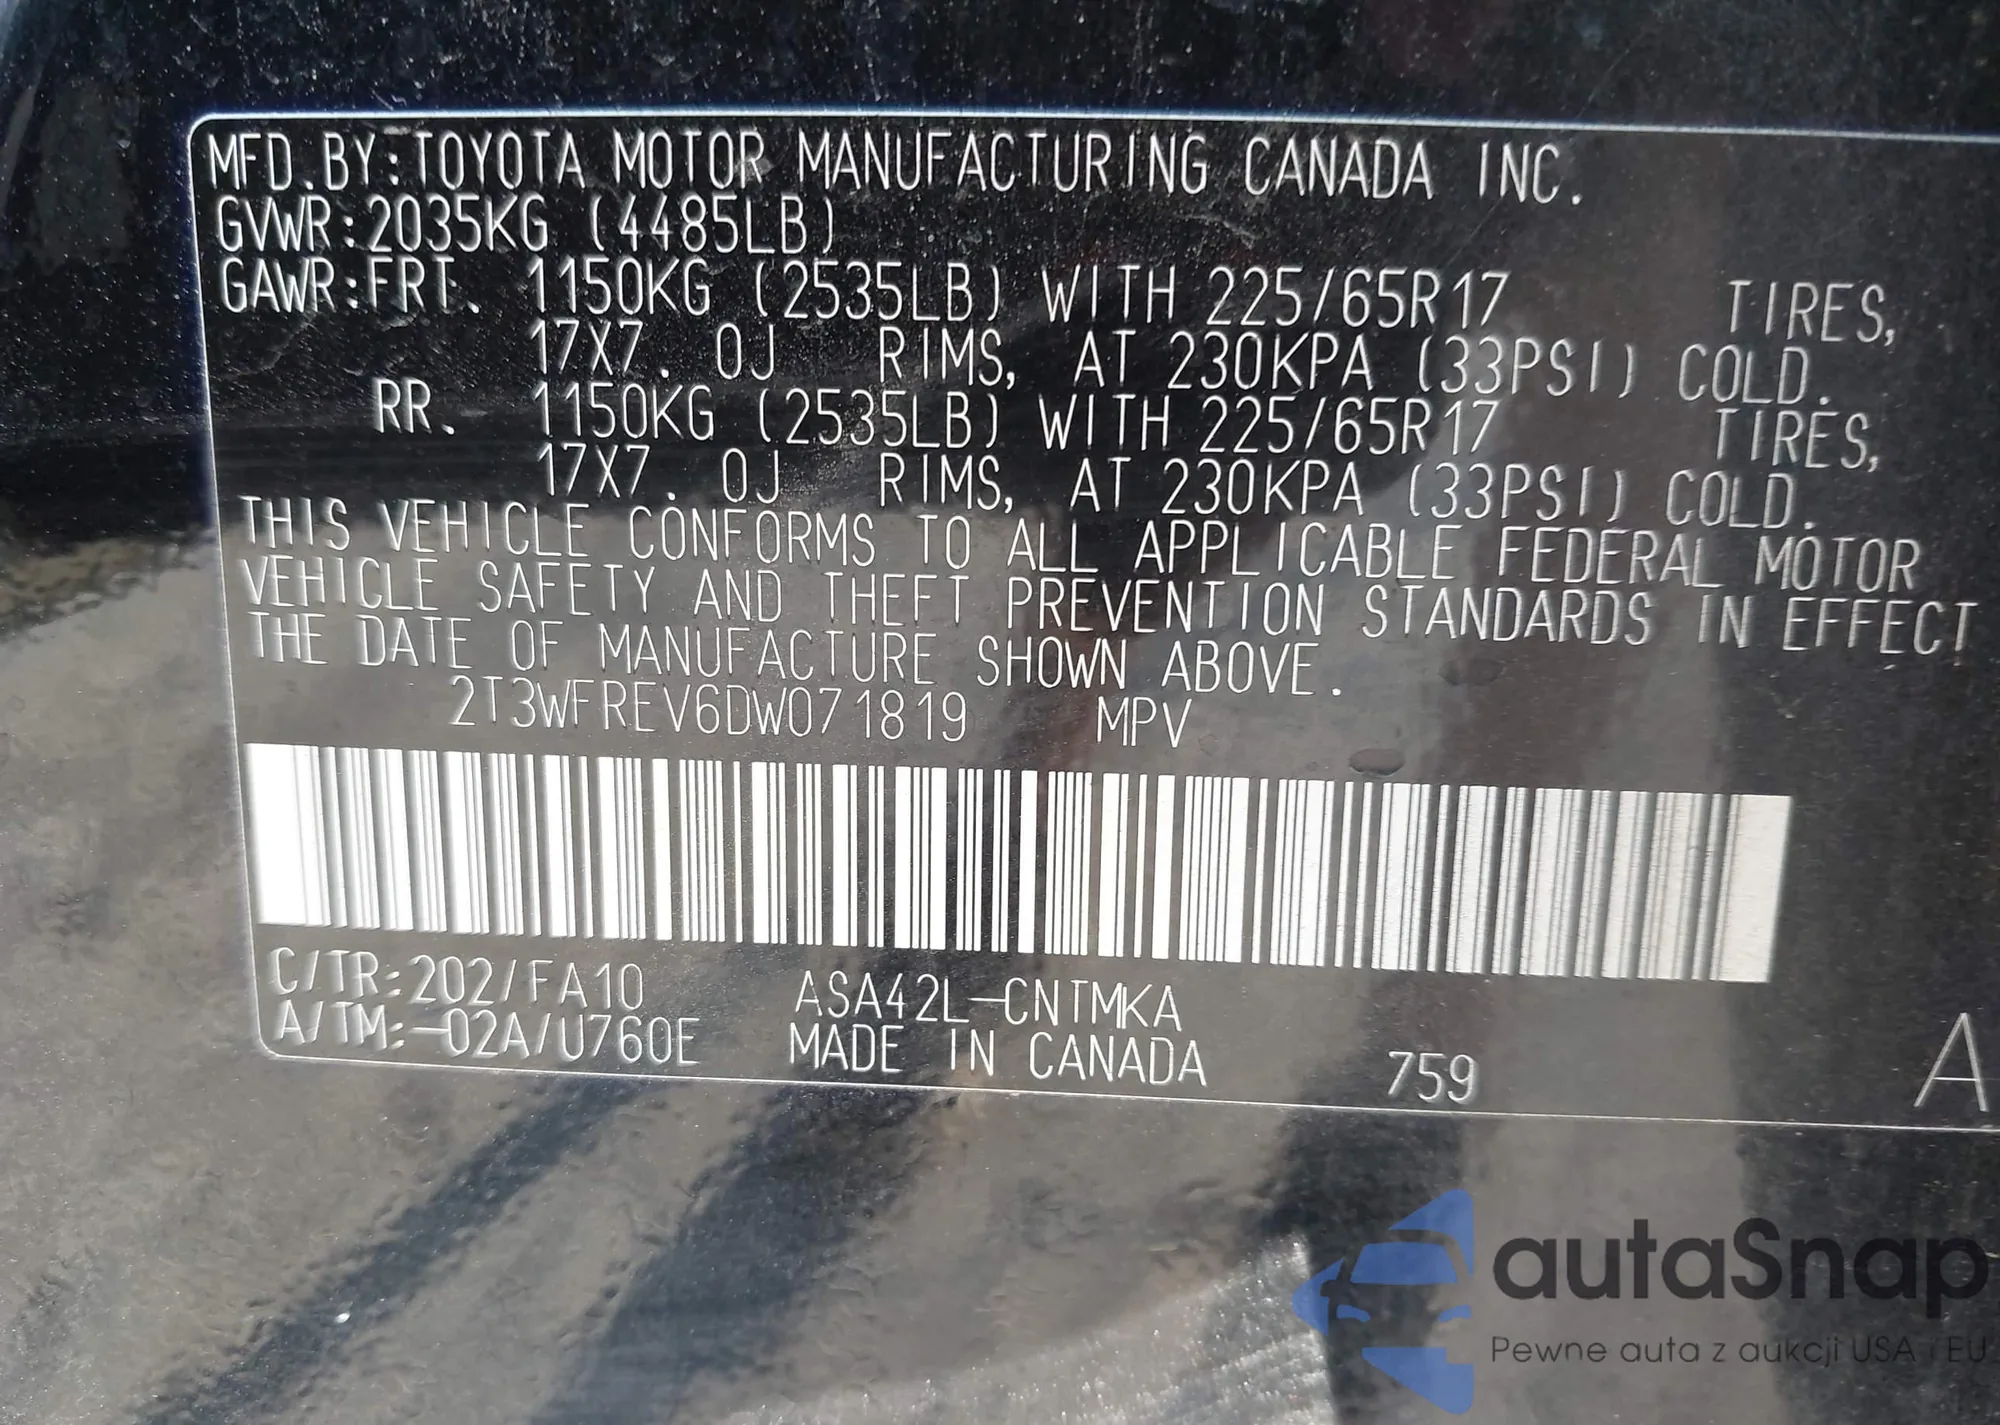 MFD.BY:TOYOTA MOTOR MANUFACTURING CANADA INC.
GVWR:2035KG (4485LB)
GAWR:FRT. 1150KG (2535LB) WITH 225/65R17 TIRES,
17X7.0J RIMS, AT 230KPA (33PSI) COLD.
RR. 1150KG (2535LB) WITH 225/65R17 TIRES,
17X7.0J RIMS, AT 230KPA (33PSI) COLD.
THIS VEHICLE CONFORMS TO ALL APPLICABLE FEDERAL MOTOR
VEHICLE SAFETY AND THEFT PREVENTION STANDARDS IN EFFECT
THE DATE OF MANUFACTURE SHOWN ABOVE.
2T3WFREV6DW071819 MPV
C/TR:202/FA10 ASA42L-CNTMKA
A/TM:-02A/U760E MADE IN CANADA 759 A
autaSnap
Pewne auta z aukcji USA i EU